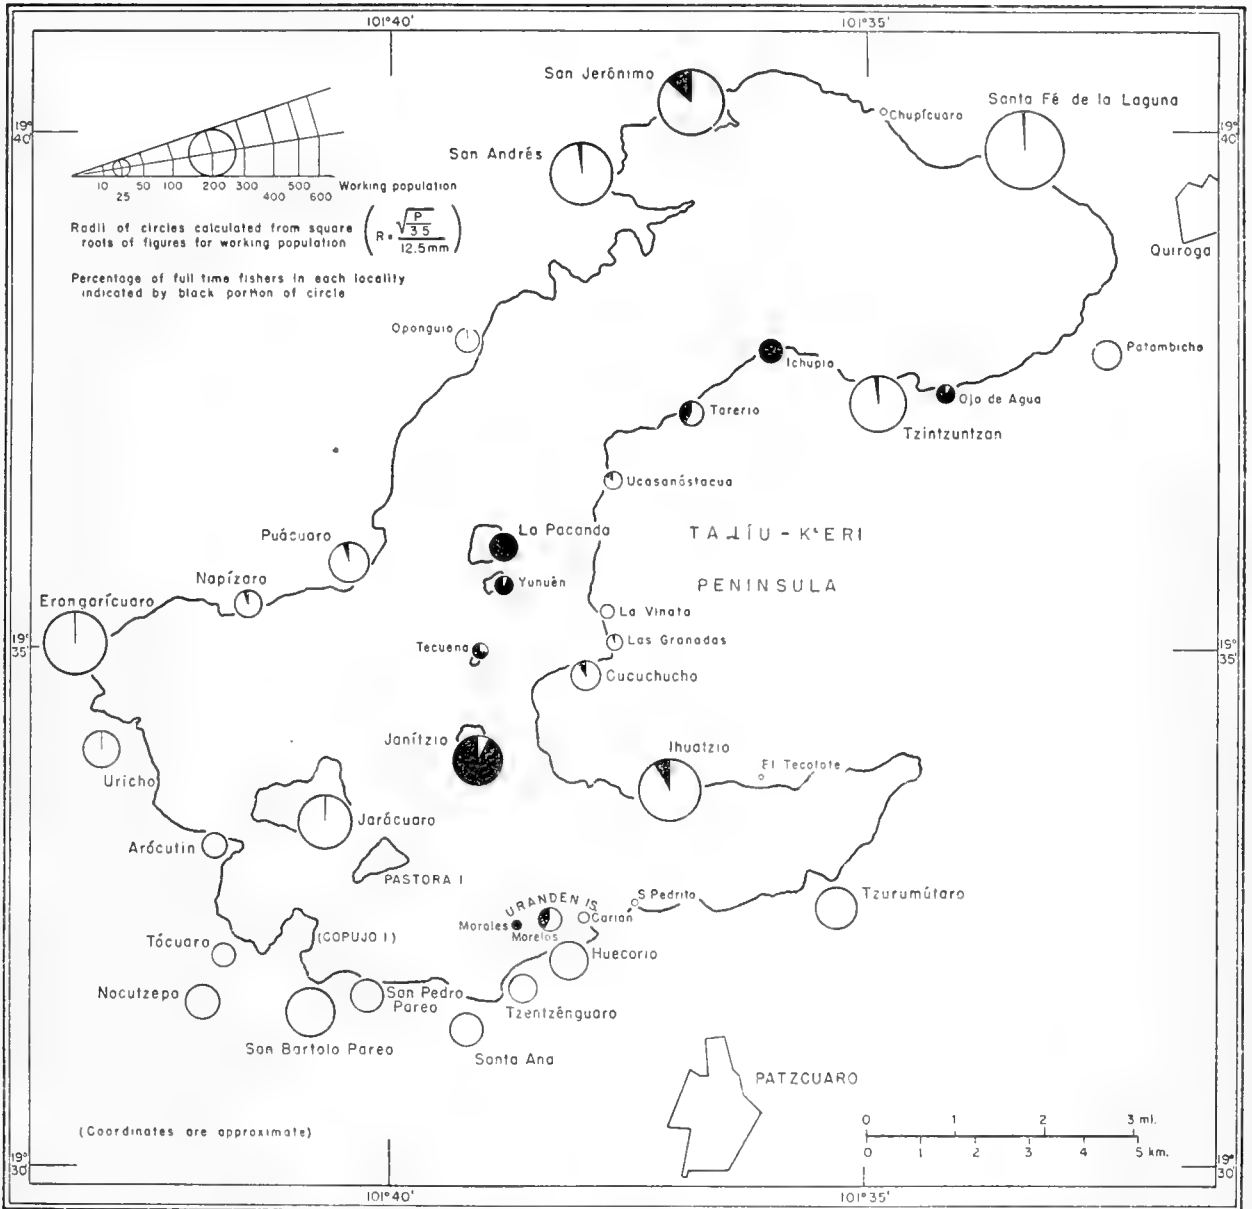 101°40'
101°35'
San Jerónimo
Santa Fé de la Laguna
Chupícuaro
19°
40'
19°
40'
San Andrés
10 25 50 100 200 300 400 500 600
Working population
Radii of circles calculated from square
roots of figures for working population
(R = √P/3.5 / 12.5mm)
Percentage of full time fishers in each locality
indicated by black portion of circle
Quiroga
Oponguio
Ichupio
Patambicho
Ojo de Agua
Tarerio
Tzintzuntzan
Ucasanástacua
La Pacanda
Puácuaro
Yunuén
Napízaro
PENINSULA
Erongarícuaro
La Vinata
Las Granadas
19°
35'
19°
35'
Tecuena
Cucuchucho
Janítzio
Ihuatzio
El Tecolote
Uricho
Jarácuaro
Arócutin
PASTORA I
Tzurumútaro
S Pedrito
URANDEN IS.
Carian
Morales
Morelos
Tócuaro
(COPUJO I)
Huecorio
Nocutzepo
San Pedro
Pareo
Tzentzénguaro
San Bartolo Pareo
Santa Ana
PATZCUARO
(Coordinates are approximate)
0 1 2 3 mi.
0 1 2 3 4 5 km.
19°
30'
19°
30'
101°40'
101°35'